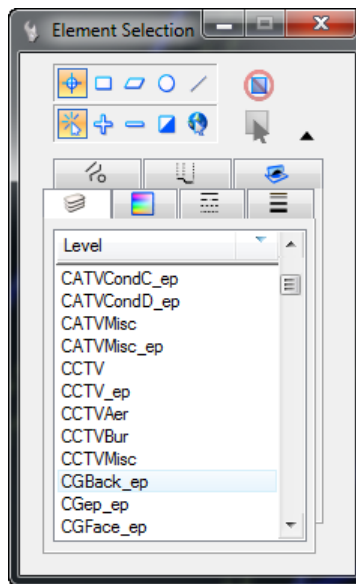 Element Selection
Level
CATVCondC_ep
CATVCondD_ep
CATVMisc
CATVMisc_ep
CCTV
CCTV_ep
CCTVAer
CCTVBur
CCTVMisc
CGBack_ep
CGep_ep
CGFace_ep